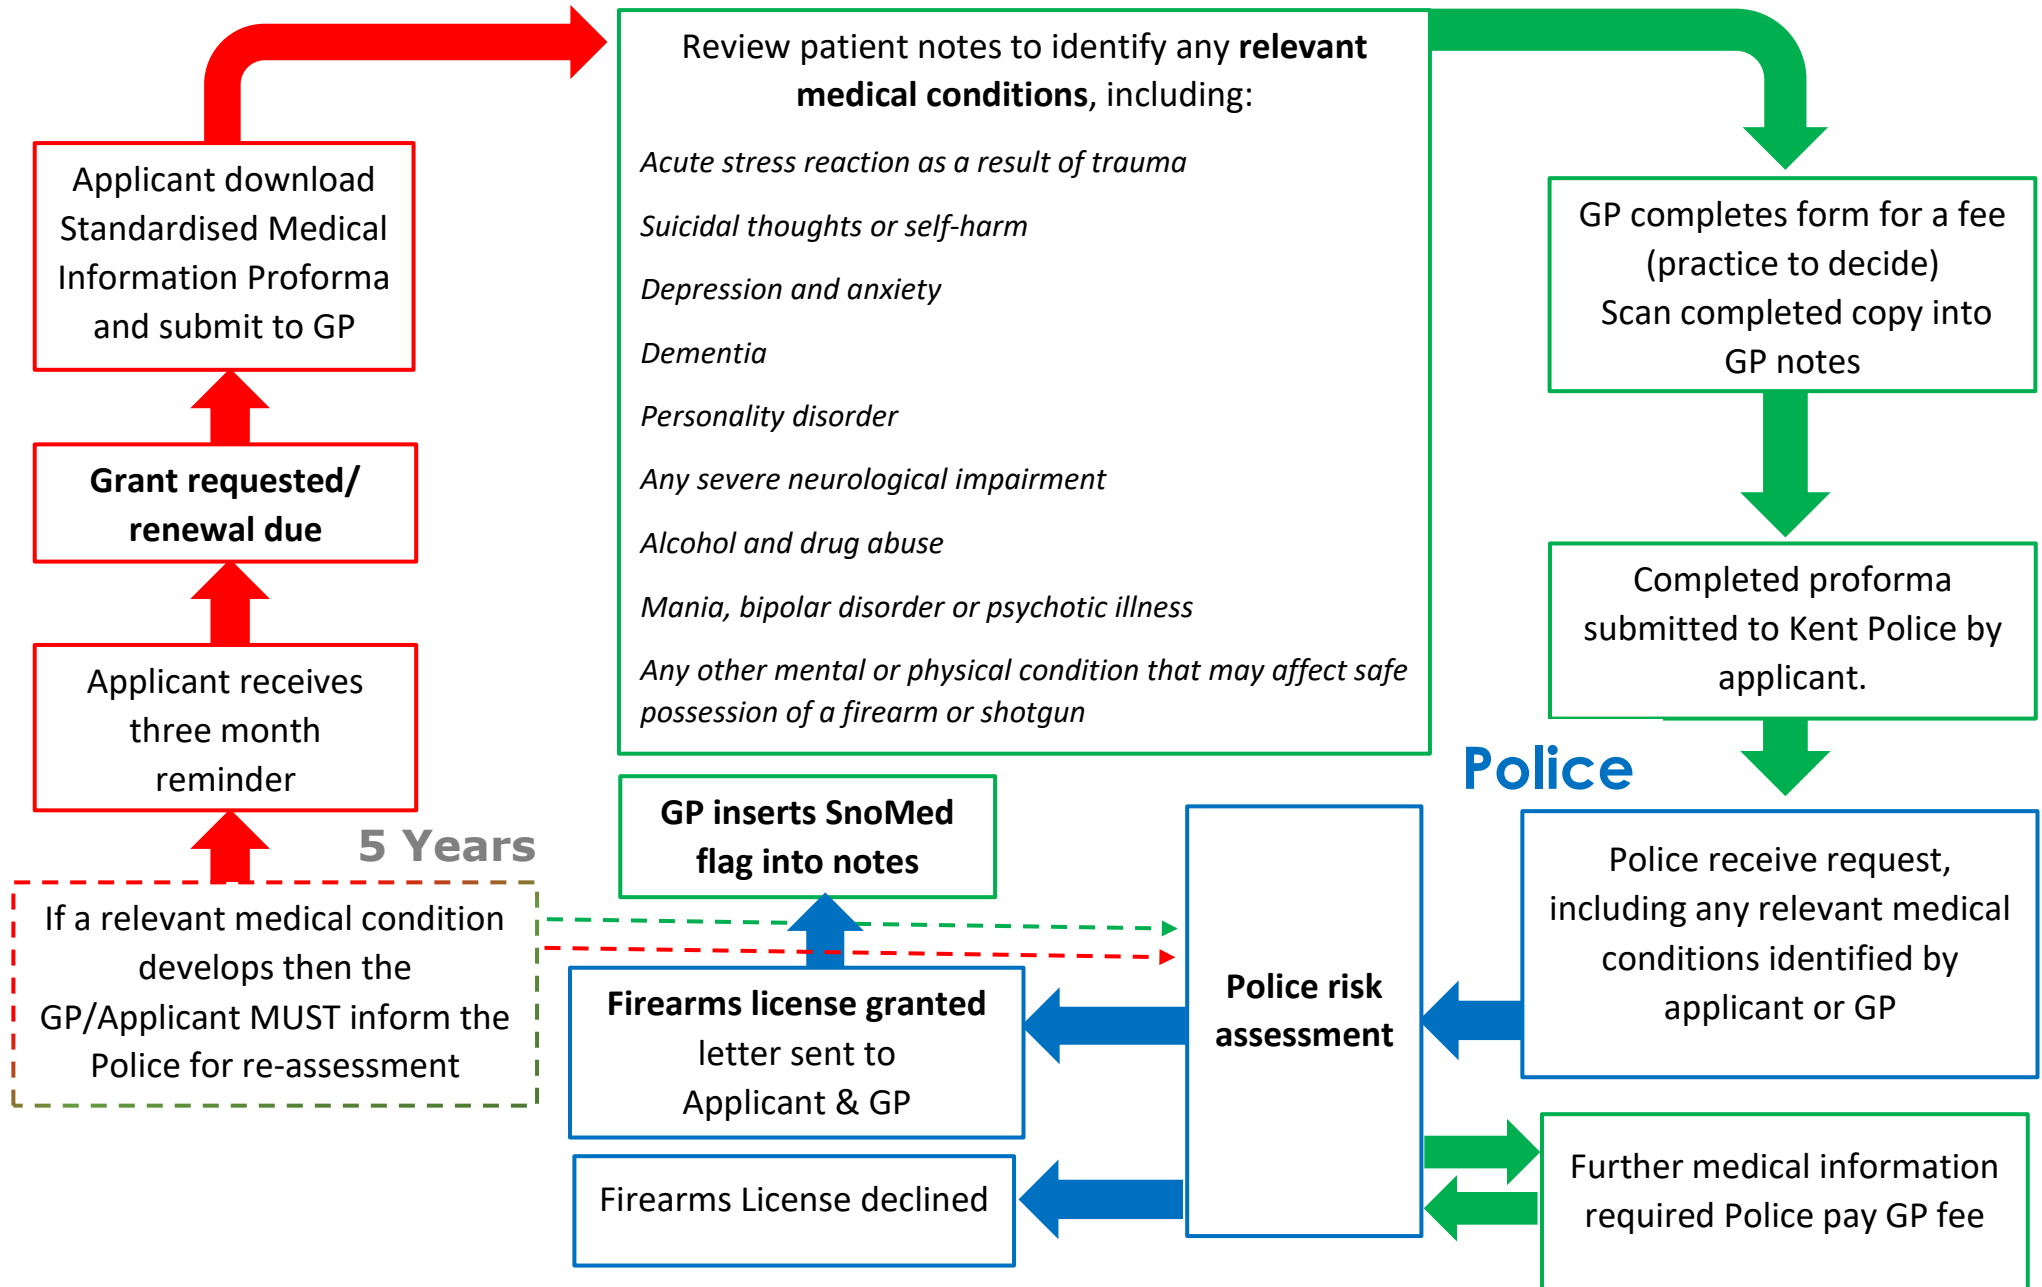 Review patient notes to identify any relevant
medical conditions, including:
Acute stress reaction as a result of trauma
Suicidal thoughts or self-harm
Depression and anxiety
Dementia
Personality disorder
Any severe neurological impairment
Alcohol and drug abuse
Mania, bipolar disorder or psychotic illness
Any other mental or physical condition that may affect safe
possession of a firearm or shotgun
Applicant download
Standardised Medical
Information Proforma
and submit to GP
Grant requested/
renewal due
Applicant receives
three month
reminder
5 Years
If a relevant medical condition
develops then the
GP/Applicant MUST inform the
Police for re-assessment
GP completes form for a fee
(practice to decide)
Scan completed copy into
GP notes
Completed proforma
submitted to Kent Police by
applicant.
Police
Police receive request,
including any relevant medical
conditions identified by
applicant or GP
Police risk
assessment
Further medical information
required Police pay GP fee
GP inserts SnoMed
flag into notes
Firearms license granted
letter sent to
Applicant & GP
Firearms License declined